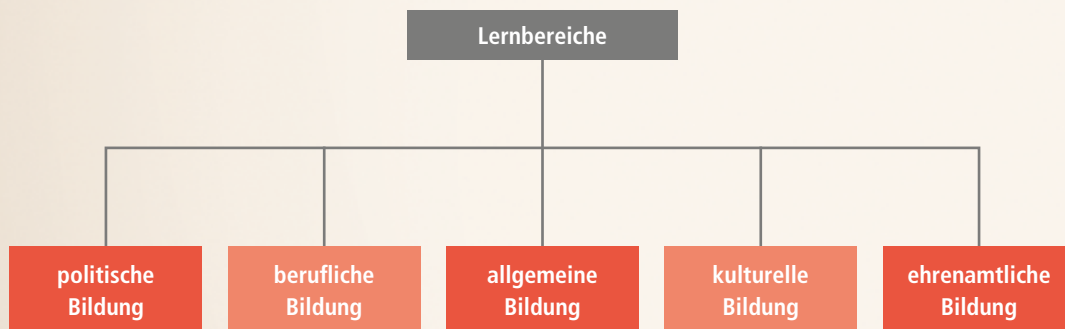 Lernbereiche
politische
Bildung
berufliche
Bildung
allgemeine
Bildung
kulturelle
Bildung
ehrenamtliche
Bildung